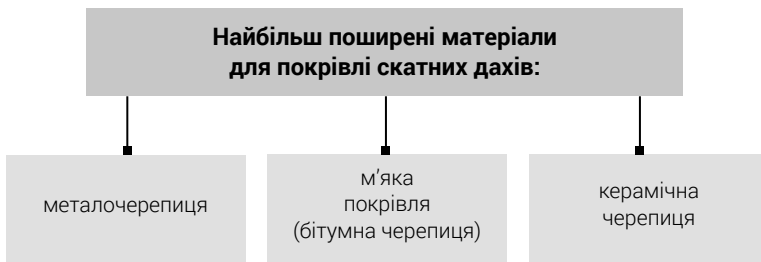 Найбільш поширені матеріали
для покрівлі скатних дахів:
металочерепиця
м’яка
покрівля
(бітумна черепиця)
керамічна
черепиця